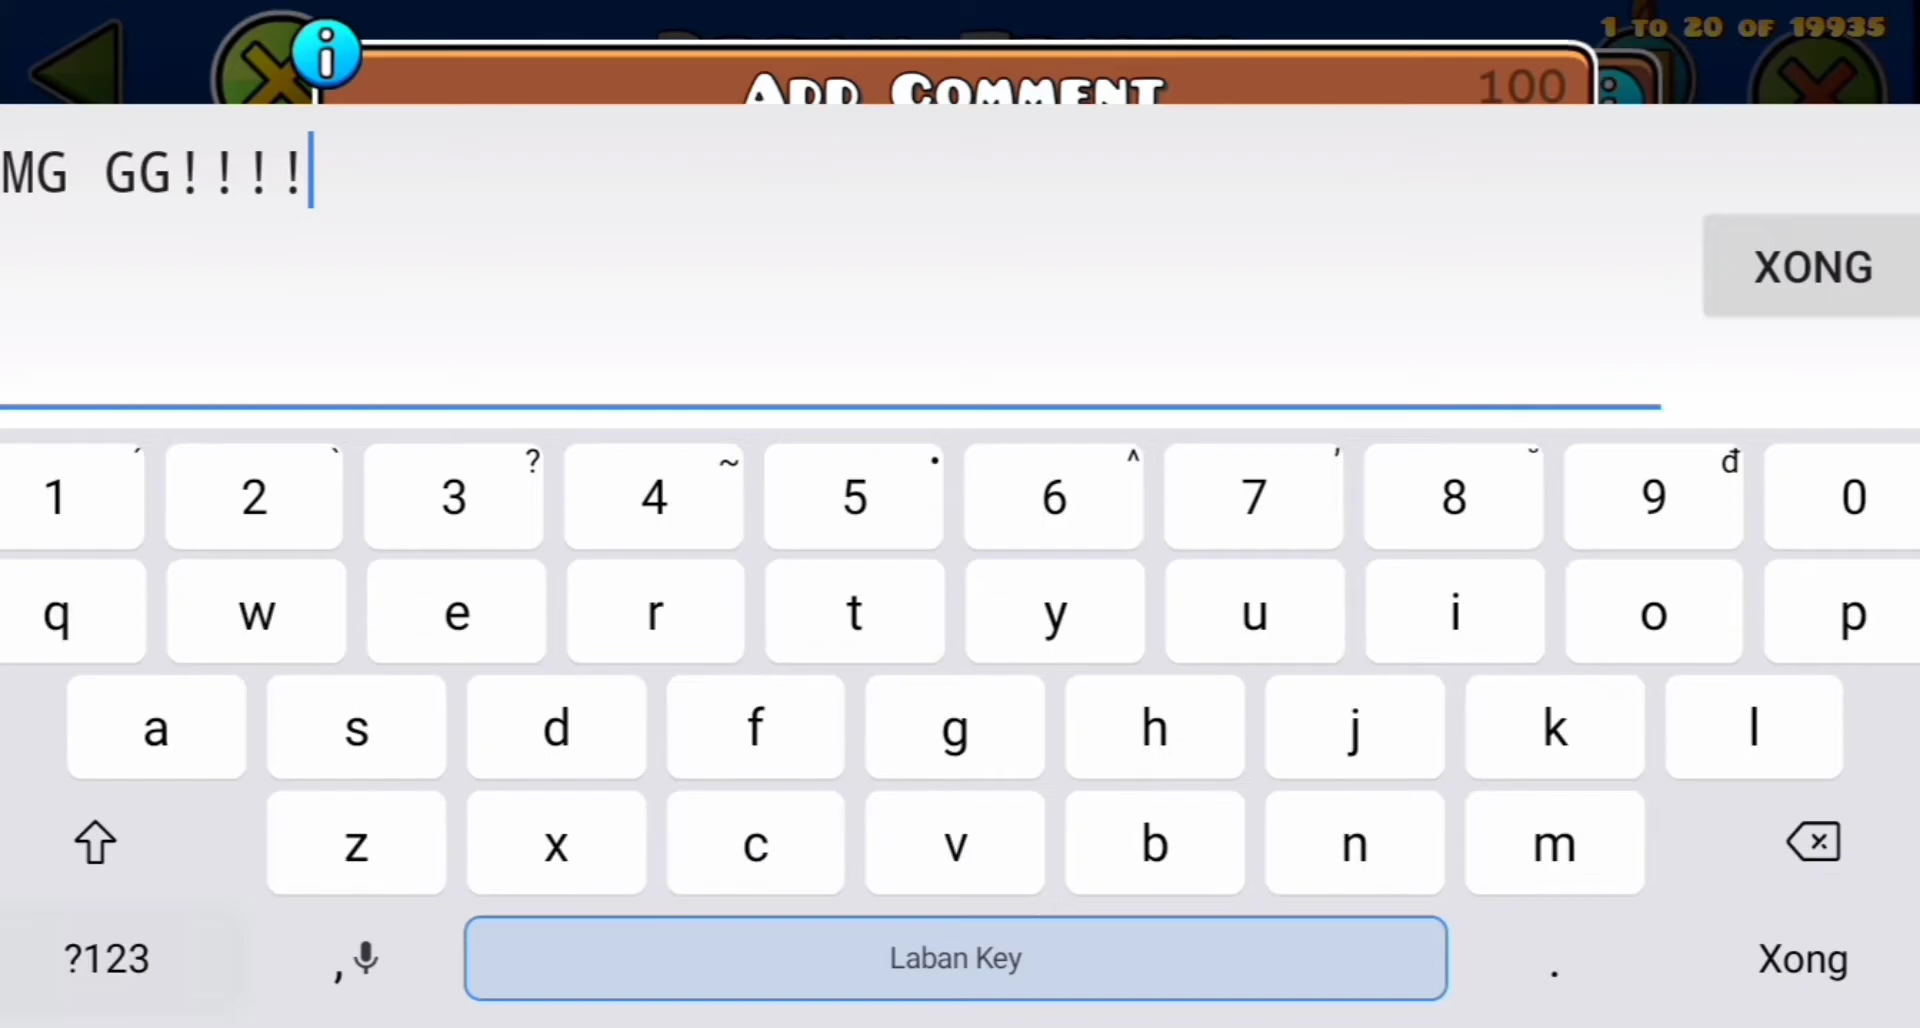 1 TO 20 OF 19935
ADD COMMENT
100
MG GG!!!!
XONG
1 2 3 ? 4 ~ 5 • 6 ^ 7 8 9 đ 0
q w e r t y u i o p
a s d f g h j k l
z x c v b n m
?123 , Laban Key . Xong